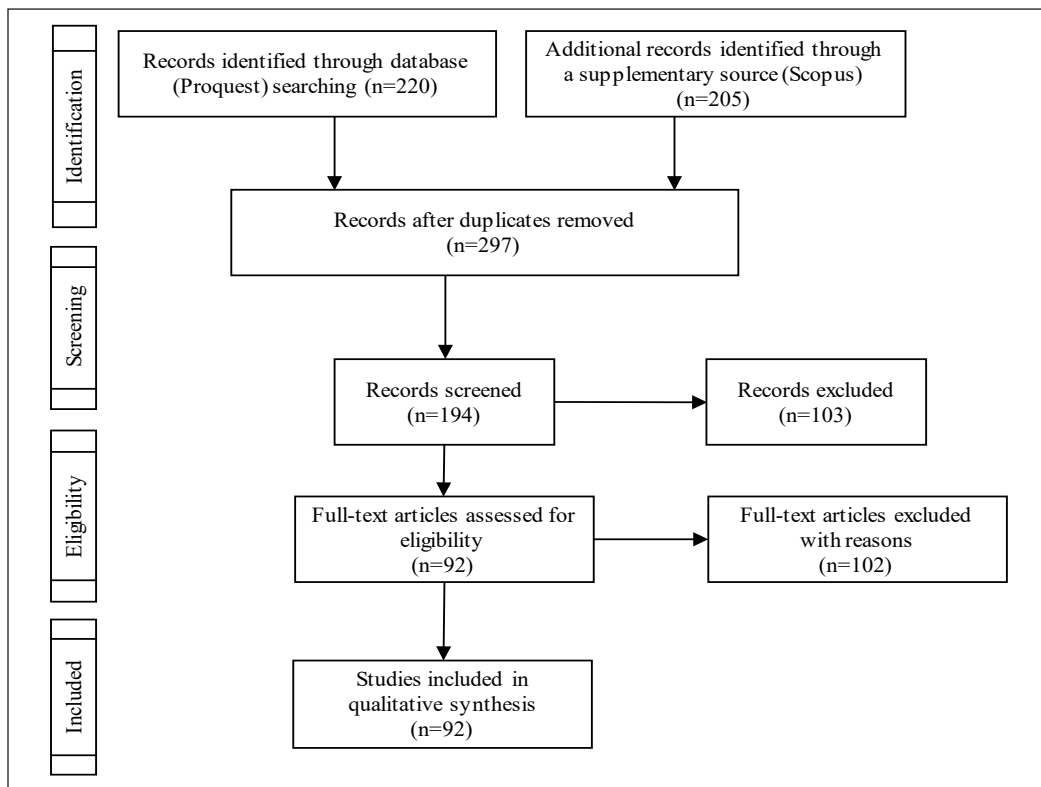 Identification
Records identified through database
(Proquest) searching (n=220)
Additional records identified through
a supplementary source (Scopus)
(n=205)
Records after duplicates removed
(n=297)
Screening
Records screened
(n=194)
Records excluded
(n=103)
Eligibility
Full-text articles assessed for
eligibility
(n=92)
Full-text articles excluded
with reasons
(n=102)
Included
Studies included in
qualitative synthesis
(n=92)